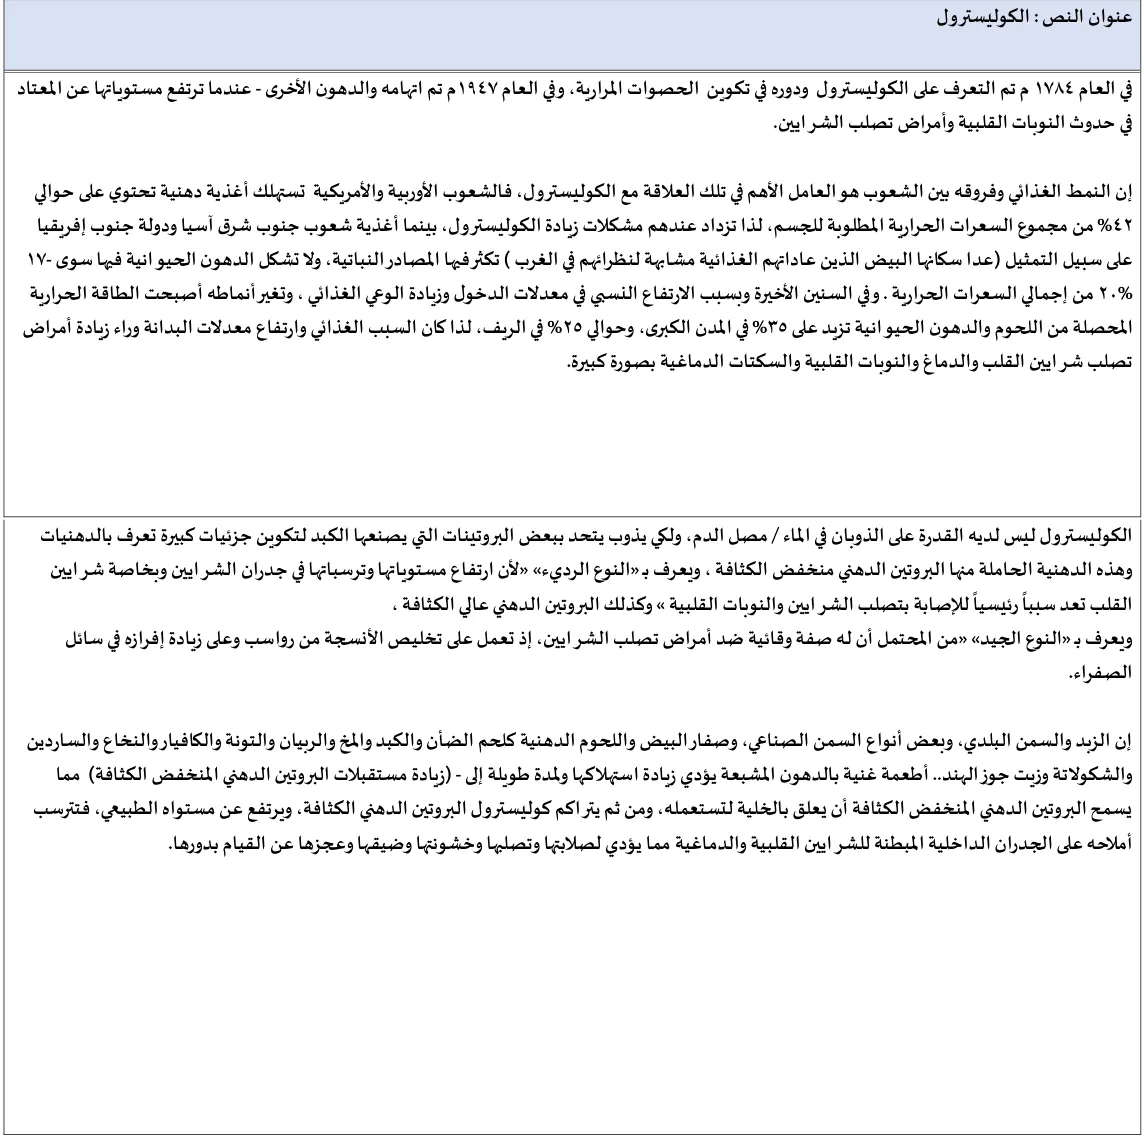 عنوان النص : الكوليسترول
في العام ١٧٨٤ م تم التعرف على الكوليسترول ودوره في تكوين الحصوات المرارية، وفي العام ١٩٤٧م تم اتهامه والدهون الأخرى - عندما ترتفع مستوياتها عن المعتاد
في حدوث النوبات القلبية وأمراض تصلب الشرايين.
إن النمط الغذائي وفروقه بين الشعوب هو العامل الأهم في تلك العلاقة مع الكوليسترول، فالشعوب الأوربية والأمريكية تستهلك أغذية دهنية تحتوي على حوالي
٤٢% من مجموع السعرات الحرارية المطلوبة للجسم، لذا تزداد عندهم مشكلات زيادة الكوليسترول، بينما أغذية شعوب جنوب شرق آسيا ودولة جنوب إفريقيا
على سبيل التمثيل (عدا سكانها البيض الذين عاداتهم الغذائية مشابهة لنظرائهم في الغرب ) تكثر فيها المصادر النباتية، ولا تشكل الدهون الحيوانية فيها سوى ١٧-
٢٠% من إجمالي السعرات الحرارية . وفي السنين الأخيرة وبسبب الارتفاع النسبي في معدلات الدخول وزيادة الوعي الغذائي ، وتغير أنماطه أصبحت الطاقة الحرارية
المحصلة من اللحوم والدهون الحيوانية تزيد على ٣٥% في المدن الكبرى، وحوالي ٢٥% في الريف، لذا كان السبب الغذائي وارتفاع معدلات البدانة وراء زيادة أمراض
تصلب شرايين القلب والدماغ والنوبات القلبية والسكتات الدماغية بصورة كبيرة.
الكوليسترول ليس لديه القدرة على الذوبان في الماء / مصل الدم، ولكي يذوب يتحد ببعض البروتينات التي يصنعها الكبد لتكوين جزئيات كبيرة تعرف بالدهنيات
وهذه الدهنية الحاملة منها البروتين الدهني منخفض الكثافة ، ويعرف بـ «النوع الرديء» «لأن ارتفاع مستوياتها وترسباتها في جدران الشرايين وبخاصة شرايين
القلب تعد سبباً رئيسياً للإصابة بتصلب الشرايين والنوبات القلبية » وكذلك البروتين الدهني عالي الكثافة ،
ويعرف بـ «النوع الجيد» «من المحتمل أن له صفة وقائية ضد أمراض تصلب الشرايين، إذ تعمل على تخليص الأنسجة من رواسب وعلى زيادة إفرازه في سائل
الصفراء.
إن الزبد والسمن البلدي، وبعض أنواع السمن الصناعي، وصفار البيض واللحوم الدهنية كلحم الضأن والكبد والمخ والربيان والتونة والكافيار والنخاع والساردين
والشكولاتة وزيت جوز الهند.. أطعمة غنية بالدهون المشبعة يؤدي زيادة استهلاكها ولمدة طويلة إلى - (زيادة مستقبلات البروتين الدهني المنخفض الكثافة) مما
يسمح البروتين الدهني المنخفض الكثافة أن يعلق بالخلية لتستعمله، ومن ثم يتراكم كوليسترول البروتين الدهني الكثافة، ويرتفع عن مستواه الطبيعي، فتترسب
أملاحه على الجدران الداخلية المبطنة للشرايين القلبية والدماغية مما يؤدي لصلابتها وتصلبها وخشونتها وضيقها وعجزها عن القيام بدورها.